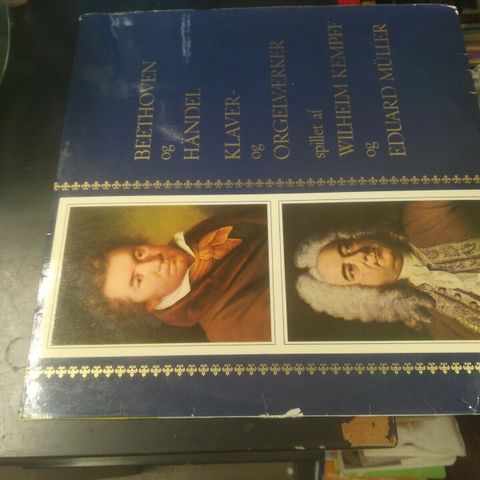 BEETHOVEN
og
HÄNDEL
KLAVER-
og
ORGELVÆRKER
spillet af
WILHELM KEMPFF
og
EDUARD MÜLLER